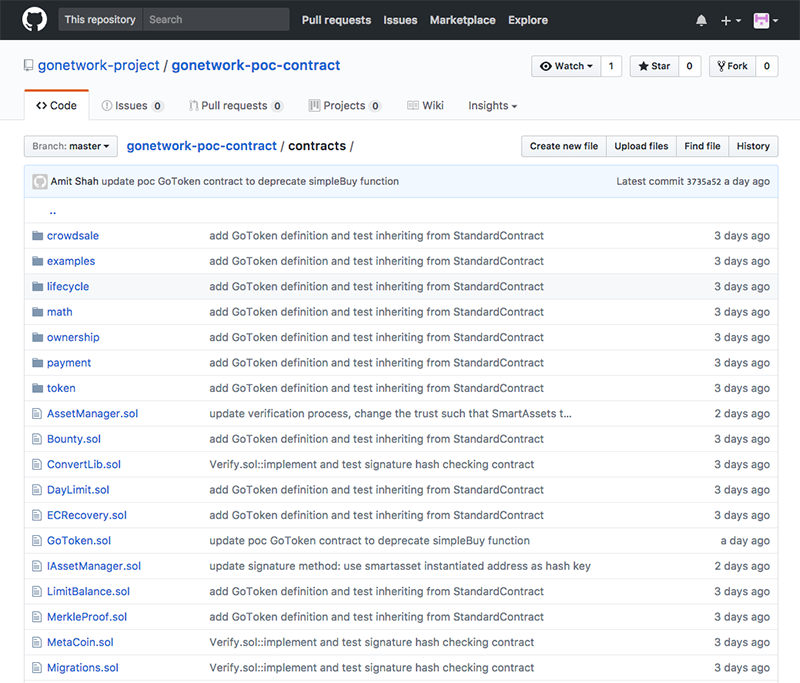 This repository Search Pull requests Issues Marketplace Explore
gonetwork-project / gonetwork-poc-contract Watch 1 Star 0 Fork 0
Code Issues 0 Pull requests 0 Projects 0 Wiki Insights
Branch: master gonetwork-poc-contract / contracts / Create new file Upload files Find file History
Amit Shah update poc GoToken contract to deprecate simpleBuy function Latest commit 3735a52 a day ago
..
crowdsale add GoToken definition and test inheriting from StandardContract 3 days ago
examples add GoToken definition and test inheriting from StandardContract 3 days ago
lifecycle add GoToken definition and test inheriting from StandardContract 3 days ago
math add GoToken definition and test inheriting from StandardContract 3 days ago
ownership add GoToken definition and test inheriting from StandardContract 3 days ago
payment add GoToken definition and test inheriting from StandardContract 3 days ago
token add GoToken definition and test inheriting from StandardContract 3 days ago
AssetManager.sol update verification process, change the trust such that SmartAssets t... 2 days ago
Bounty.sol add GoToken definition and test inheriting from StandardContract 3 days ago
ConvertLib.sol Verify.sol::implement and test signature hash checking contract 3 days ago
DayLimit.sol add GoToken definition and test inheriting from StandardContract 3 days ago
ECRecovery.sol add GoToken definition and test inheriting from StandardContract 3 days ago
GoToken.sol update poc GoToken contract to deprecate simpleBuy function a day ago
IAssetManager.sol update signature method: use smartasset instantiated address as hash key 2 days ago
LimitBalance.sol add GoToken definition and test inheriting from StandardContract 3 days ago
MerkleProof.sol add GoToken definition and test inheriting from StandardContract 3 days ago
MetaCoin.sol Verify.sol::implement and test signature hash checking contract 3 days ago
Migrations.sol Verify.sol::implement and test signature hash checking contract 3 days ago